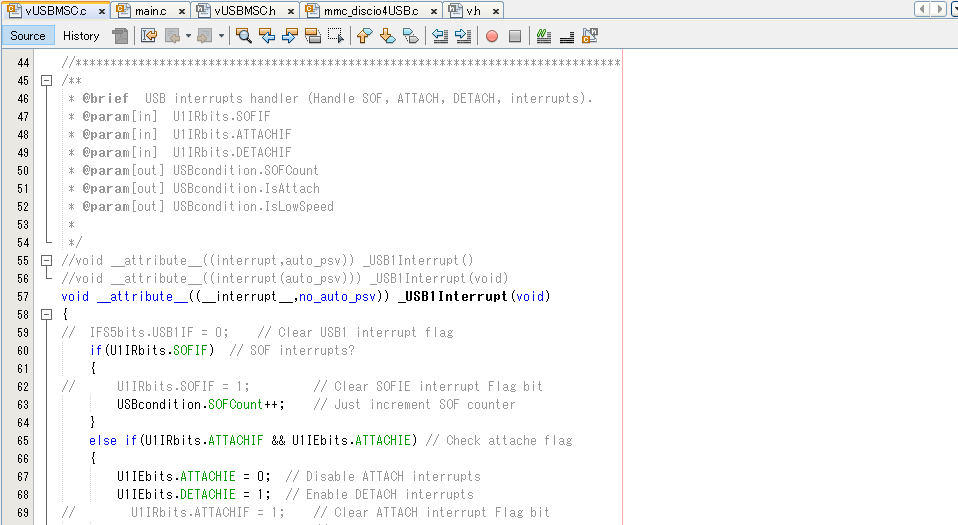 vUSBMSC.c main.c vUSBMSC.h mmc_discio4USB.c v.h
Source History
44 //******************************************************************************
45 /**
46 * @brief USB interrupts handler (Handle SOF, ATTACH, DETACH, interrupts).
47 * @param[in] U1IRbits.SOFIF
48 * @param[in] U1IRbits.ATTACHIF
49 * @param[in] U1IRbits.DETACHIF
50 * @param[out] USBcondition.SOFCount
51 * @param[out] USBcondition.IsAttach
52 * @param[out] USBcondition.IsLowSpeed
53 *
54 */
55 //void __attribute__((interrupt,auto_psv)) _USB1Interrupt()
56 //void __attribute__((interrupt(auto_psv))) _USB1Interrupt(void)
57 void __attribute__((__interrupt__,no_auto_psv)) _USB1Interrupt(void)
58 {
59 // IFS5bits.USB1IF = 0; // Clear USB1 interrupt flag
60 if(U1IRbits.SOFIF) // SOF interrupts?
61 {
62 // U1IRbits.SOFIF = 1; // Clear SOFIE interrupt Flag bit
63 USBcondition.SOFCount++; // Just increment SOF counter
64 }
65 else if(U1IRbits.ATTACHIF && U1IEbits.ATTACHIE) // Check attache flag
66 {
67 U1IEbits.ATTACHIE = 0; // Disable ATTACH interrupts
68 U1IEbits.DETACHIE = 1; // Enable DETACH interrupts
69 // U1IRbits.ATTACHIF = 1; // Clear ATTACH interrupt Flag bit